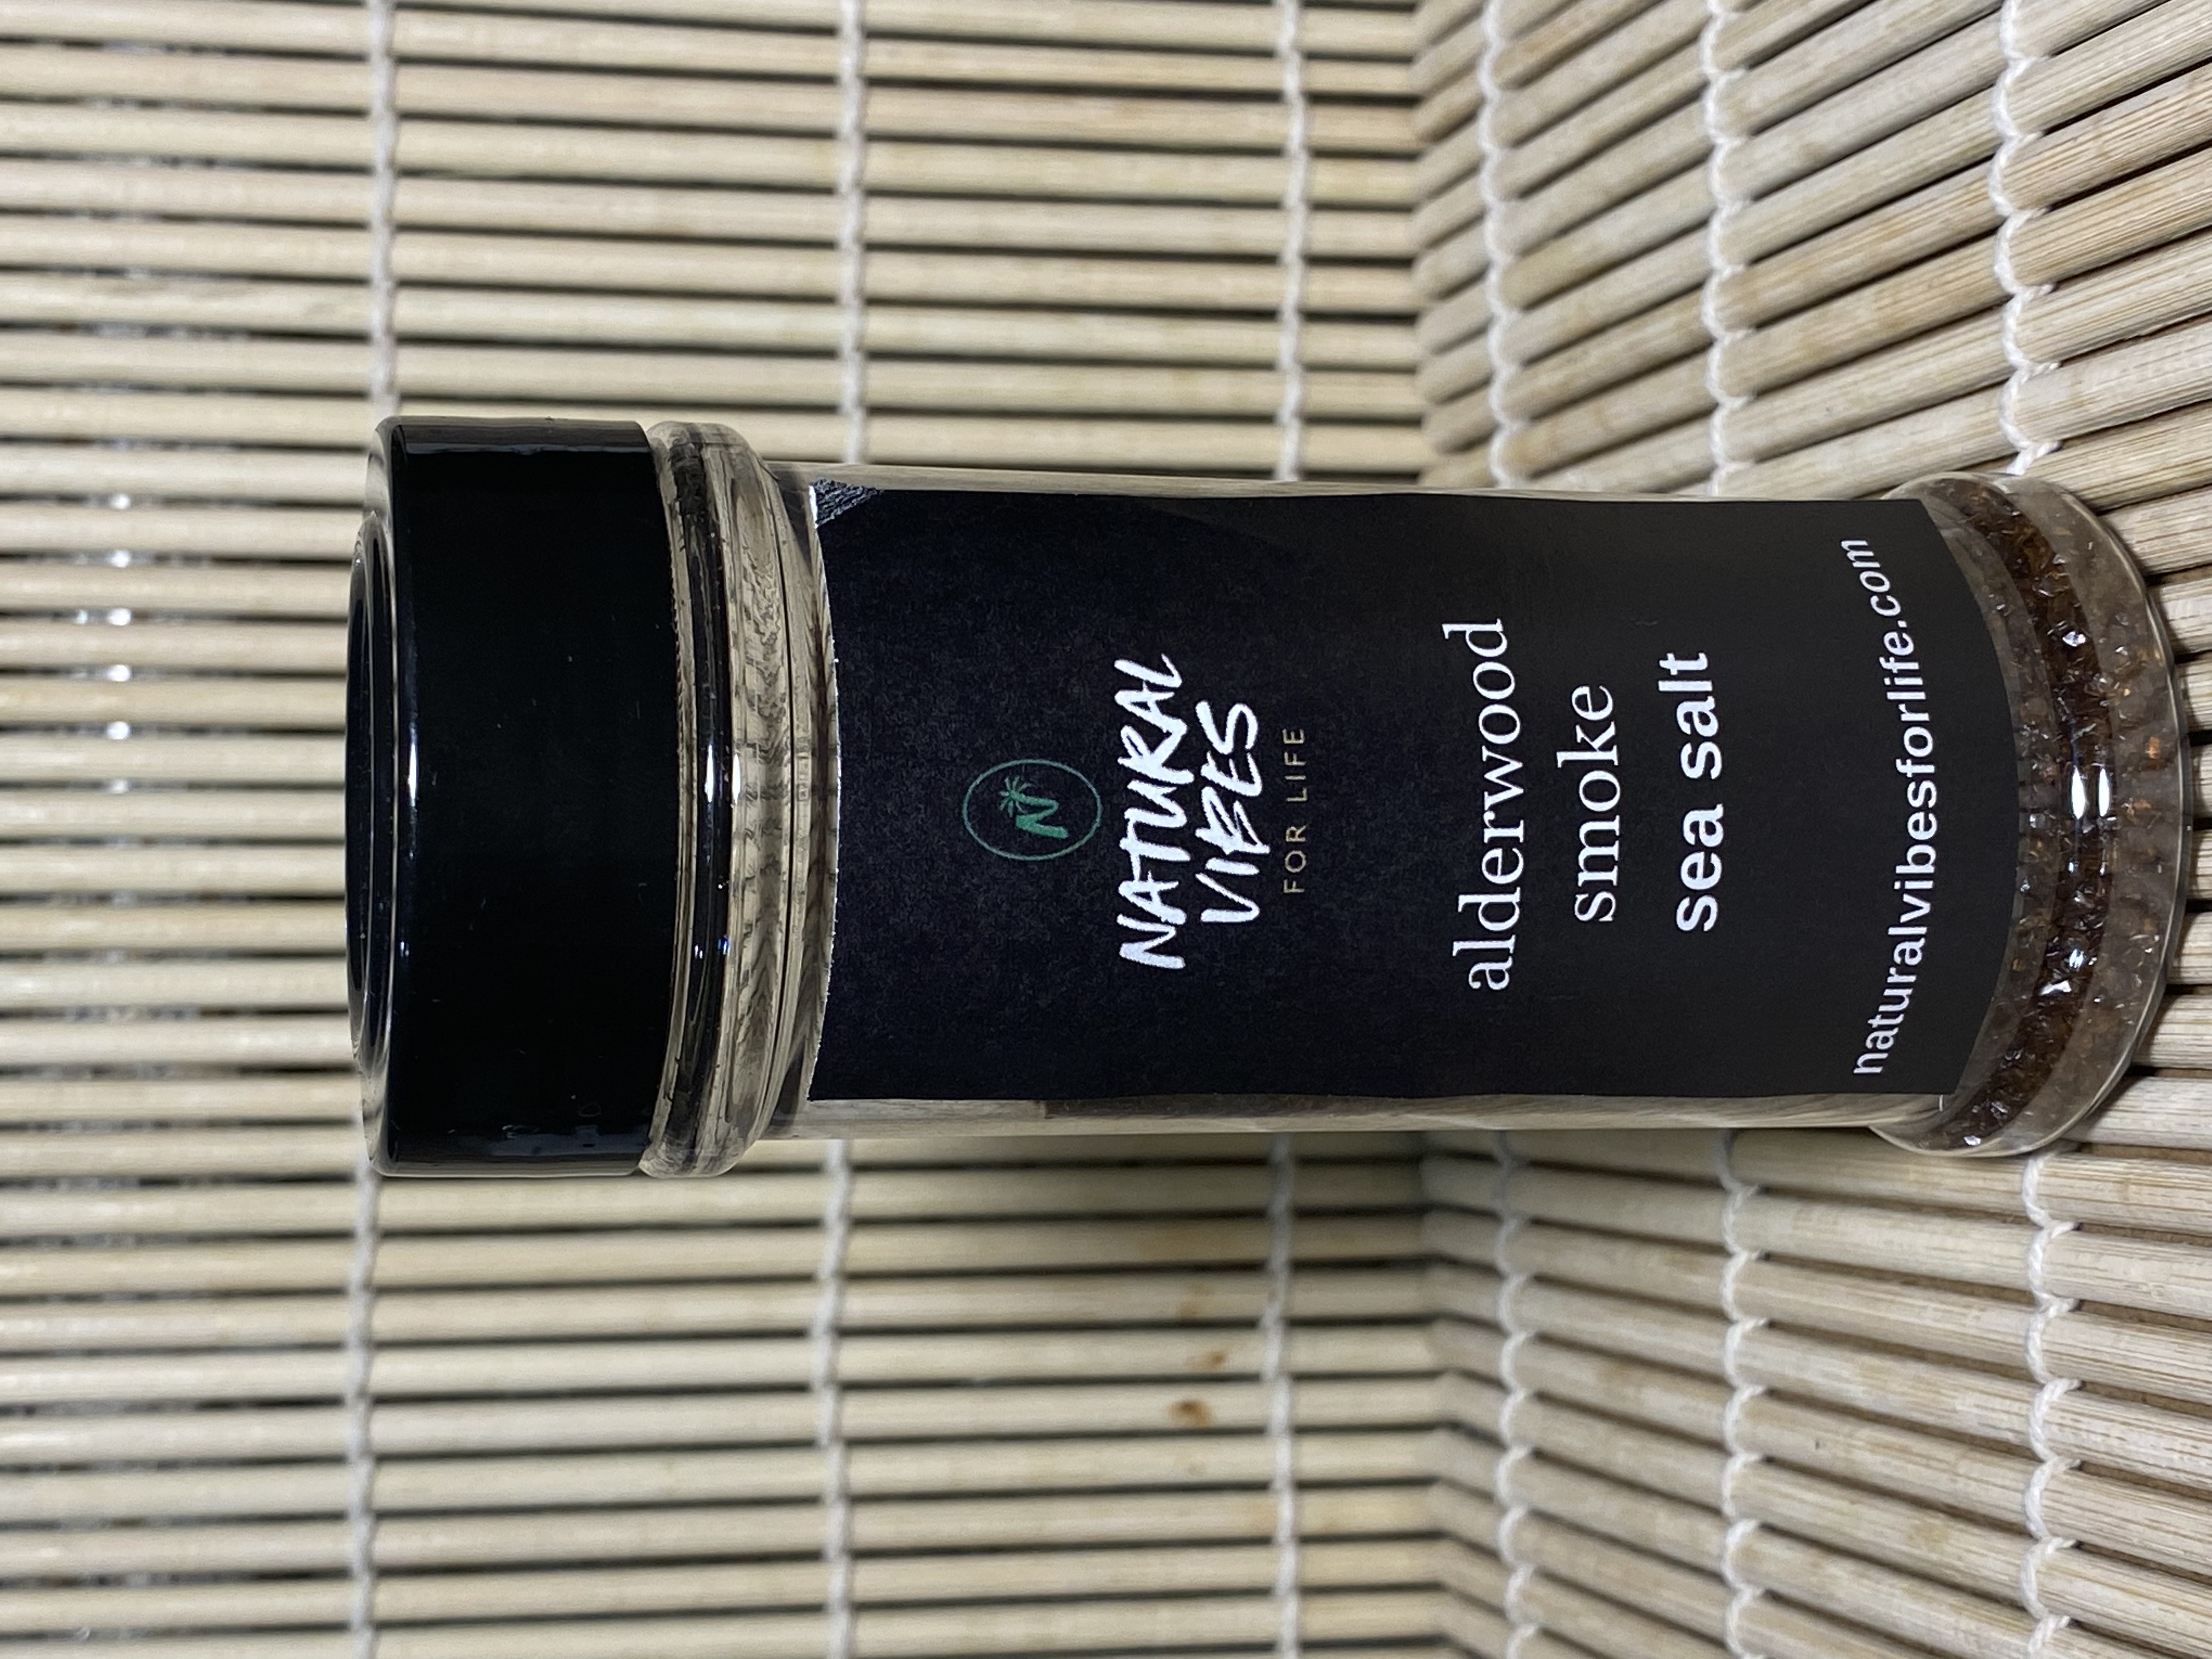 N
NATURAL
VIBES
FOR LIFE
alderwood
smoke
sea salt
naturalvibesforlife.com